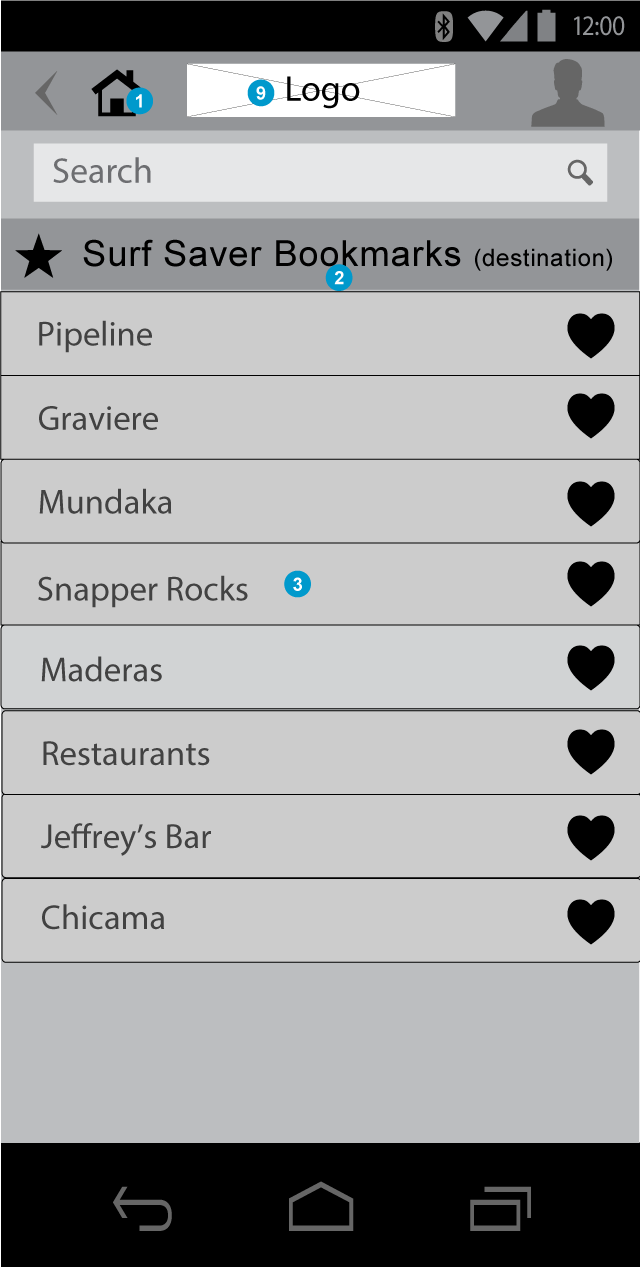 12:00
1
9 Logo
Search
Surf Saver Bookmarks (destination)
2
Pipeline
Graviere
Mundaka
Snapper Rocks 3
Maderas
Restaurants
Jeffrey’s Bar
Chicama